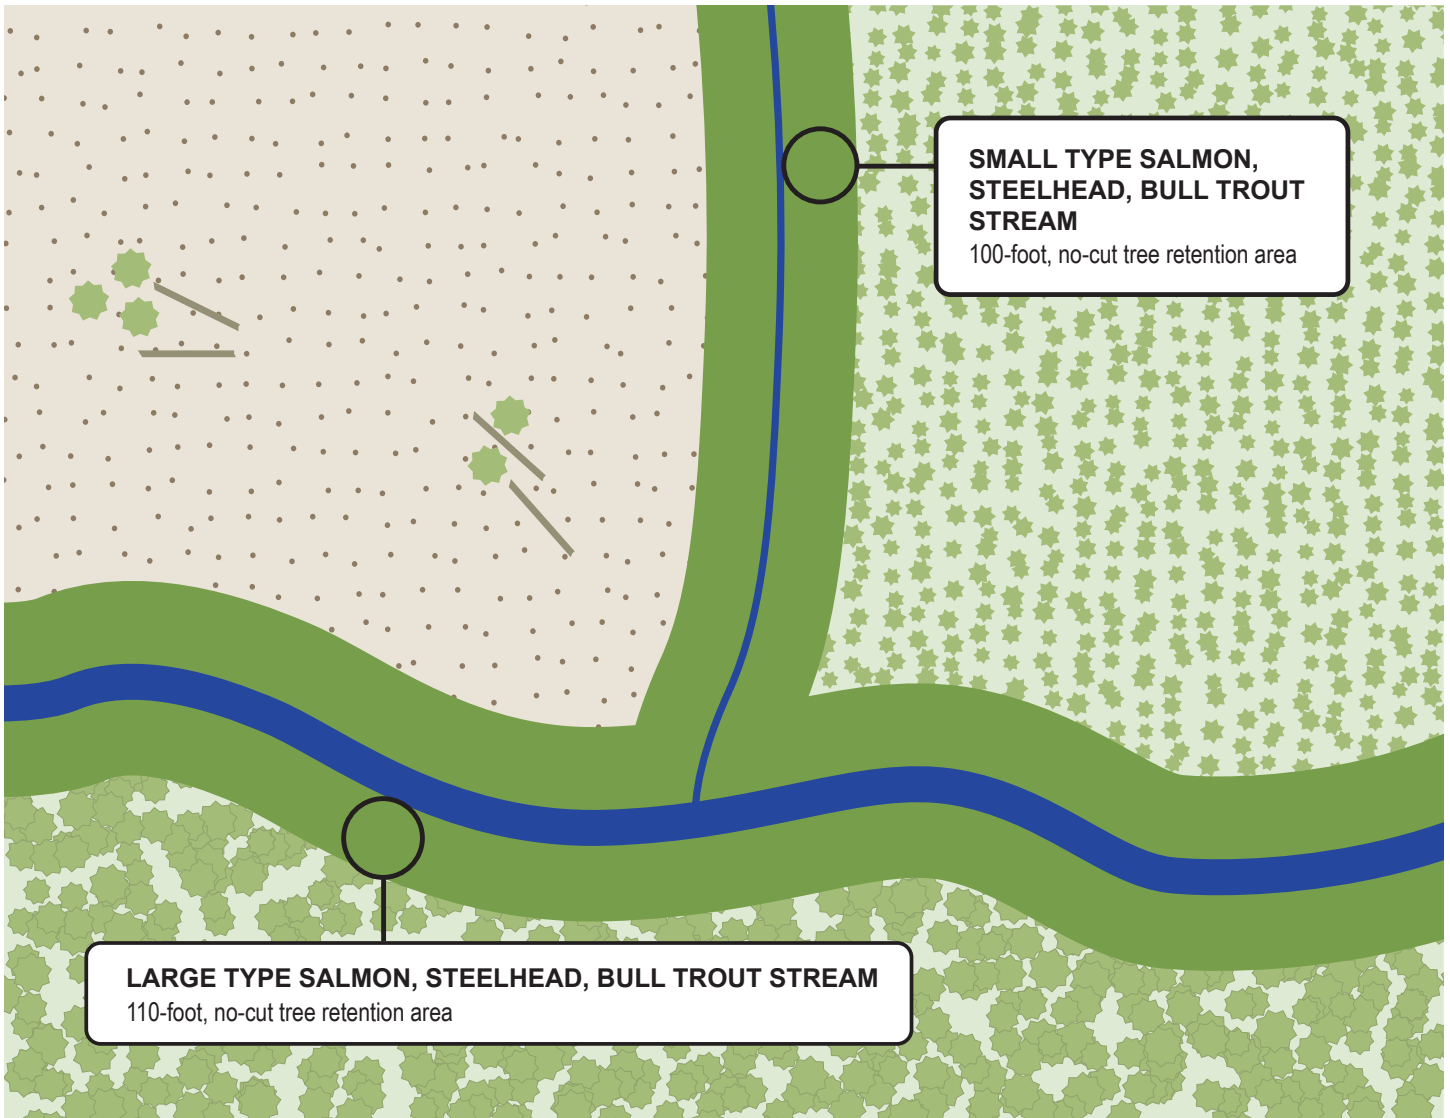 SMALL TYPE SALMON,
STEELHEAD, BULL TROUT
STREAM
100-foot, no-cut tree retention area
LARGE TYPE SALMON, STEELHEAD, BULL TROUT STREAM
110-foot, no-cut tree retention area